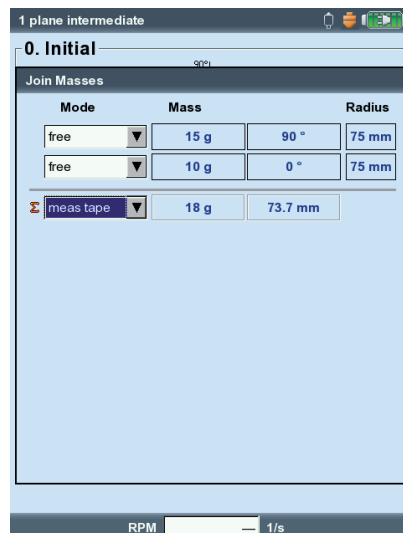 1 plane intermediate
0. Initial
90°
Join Masses
Mode Mass Radius
free 15 g 90 ° 75 mm
free 10 g 0 ° 75 mm
Σ meas tape 18 g 73.7 mm
RPM — 1/s